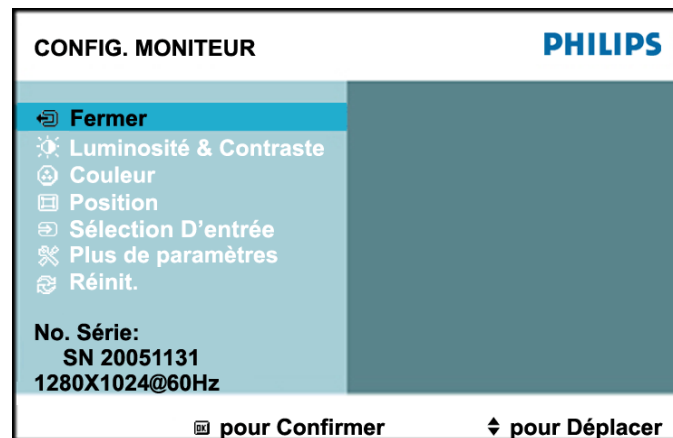 CONFIG. MONITEUR
PHILIPS
Fermer
Luminosité & Contraste
Couleur
Position
Sélection D'entrée
Plus de paramètres
Réinit.
No. Série:
SN 20051131
1280X1024@60Hz
OK pour Confirmer
pour Déplacer